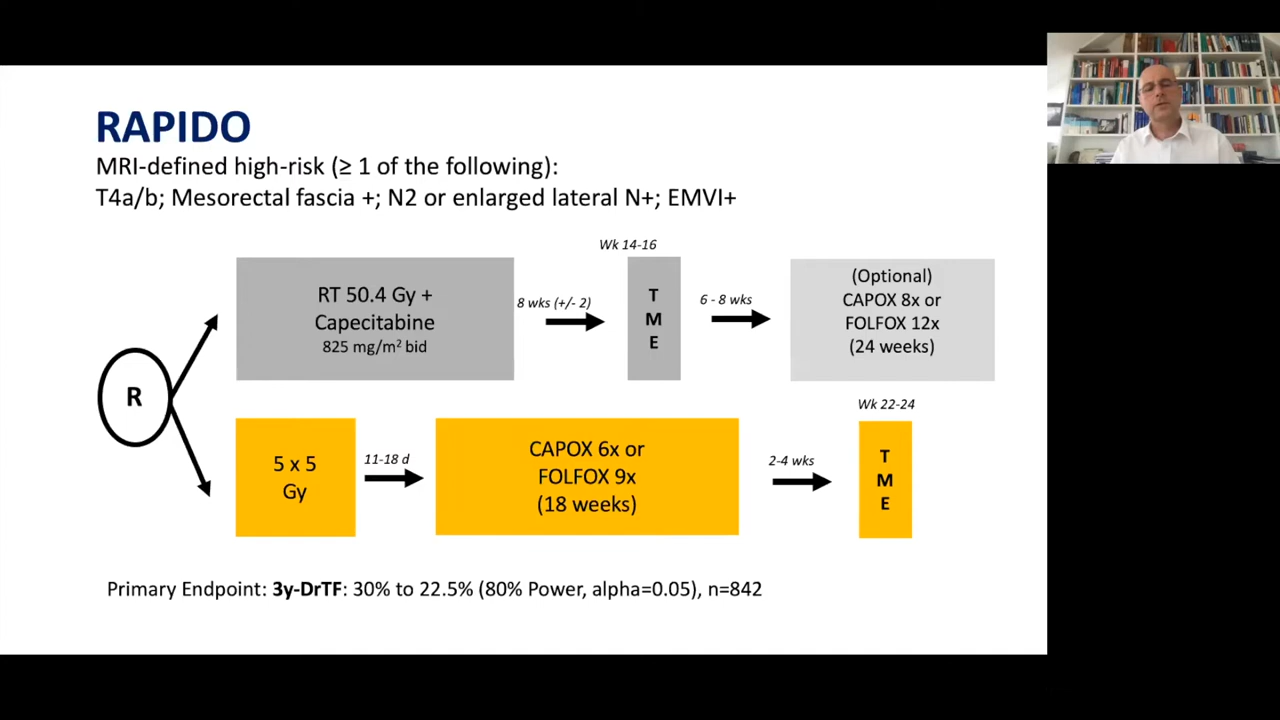 RAPIDO
MRI-defined high-risk (≥ 1 of the following):
T4a/b; Mesorectal fascia +; N2 or enlarged lateral N+; EMVI+
Wk 14-16
RT 50.4 Gy +
Capecitabine
825 mg/m² bid
8 wks (+/- 2)
T
M
E
6 - 8 wks
(Optional)
CAPOX 8x or
FOLFOX 12x
(24 weeks)
R
Wk 22-24
5 x 5
Gy
11-18 d
CAPOX 6x or
FOLFOX 9x
(18 weeks)
2-4 wks
T
M
E
Primary Endpoint: 3y-DrTF: 30% to 22.5% (80% Power, alpha=0.05), n=842